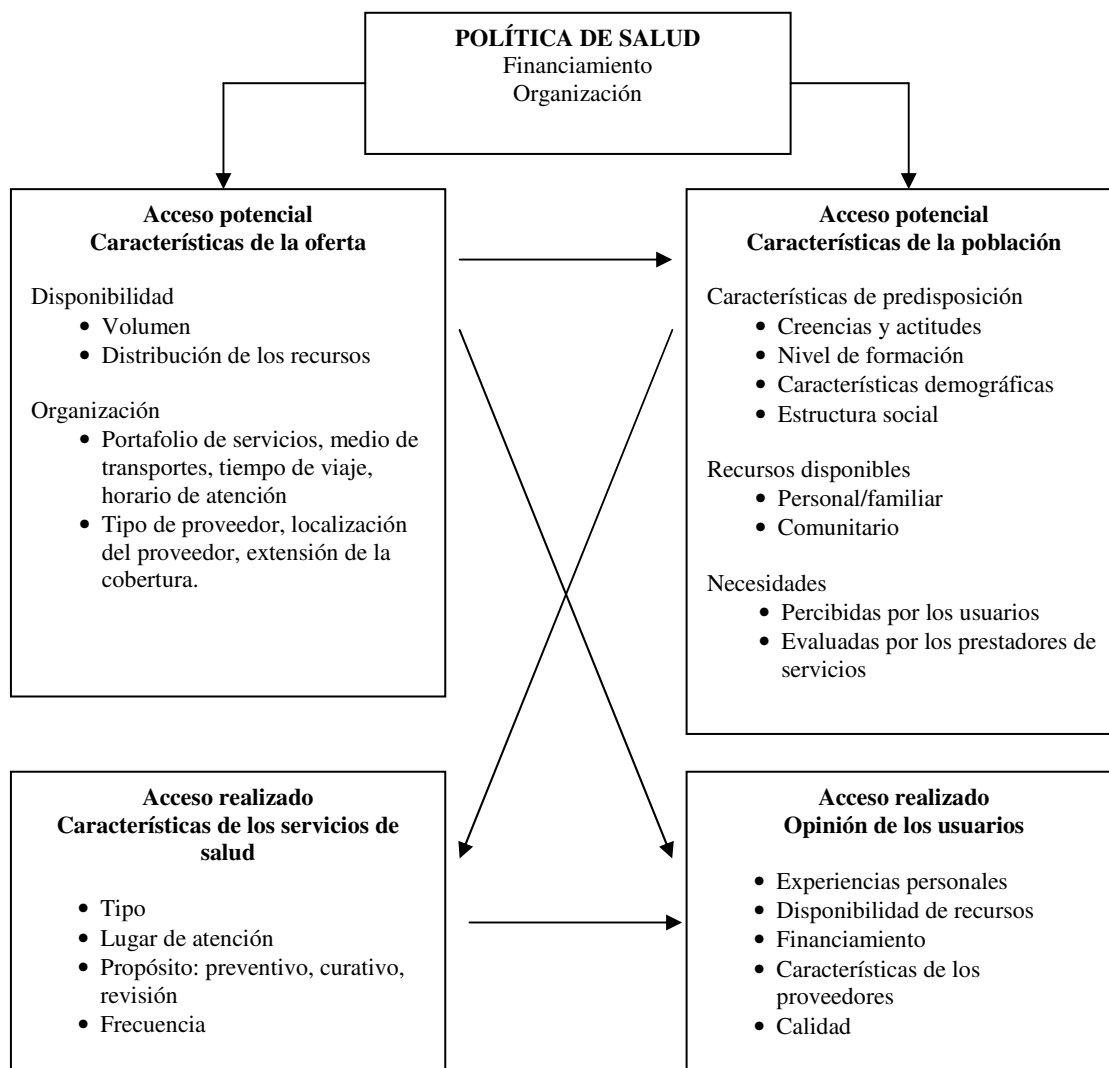 POLÍTICA DE SALUD
Financiamiento
Organización
Acceso potencial
Características de la oferta
Disponibilidad
• Volumen
• Distribución de los recursos
Organización
• Portafolio de servicios, medio de
transportes, tiempo de viaje,
horario de atención
• Tipo de proveedor, localización
del proveedor, extensión de la
cobertura.
Acceso potencial
Características de la población
Características de predisposición
• Creencias y actitudes
• Nivel de formación
• Características demográficas
• Estructura social
Recursos disponibles
• Personal/familiar
• Comunitario
Necesidades
• Percibidas por los usuarios
• Evaluadas por los prestadores de
servicios
Acceso realizado
Características de los servicios de
salud
• Tipo
• Lugar de atención
• Propósito: preventivo, curativo,
revisión
• Frecuencia
Acceso realizado
Opinión de los usuarios
• Experiencias personales
• Disponibilidad de recursos
• Financiamiento
• Características de los
proveedores
• Calidad